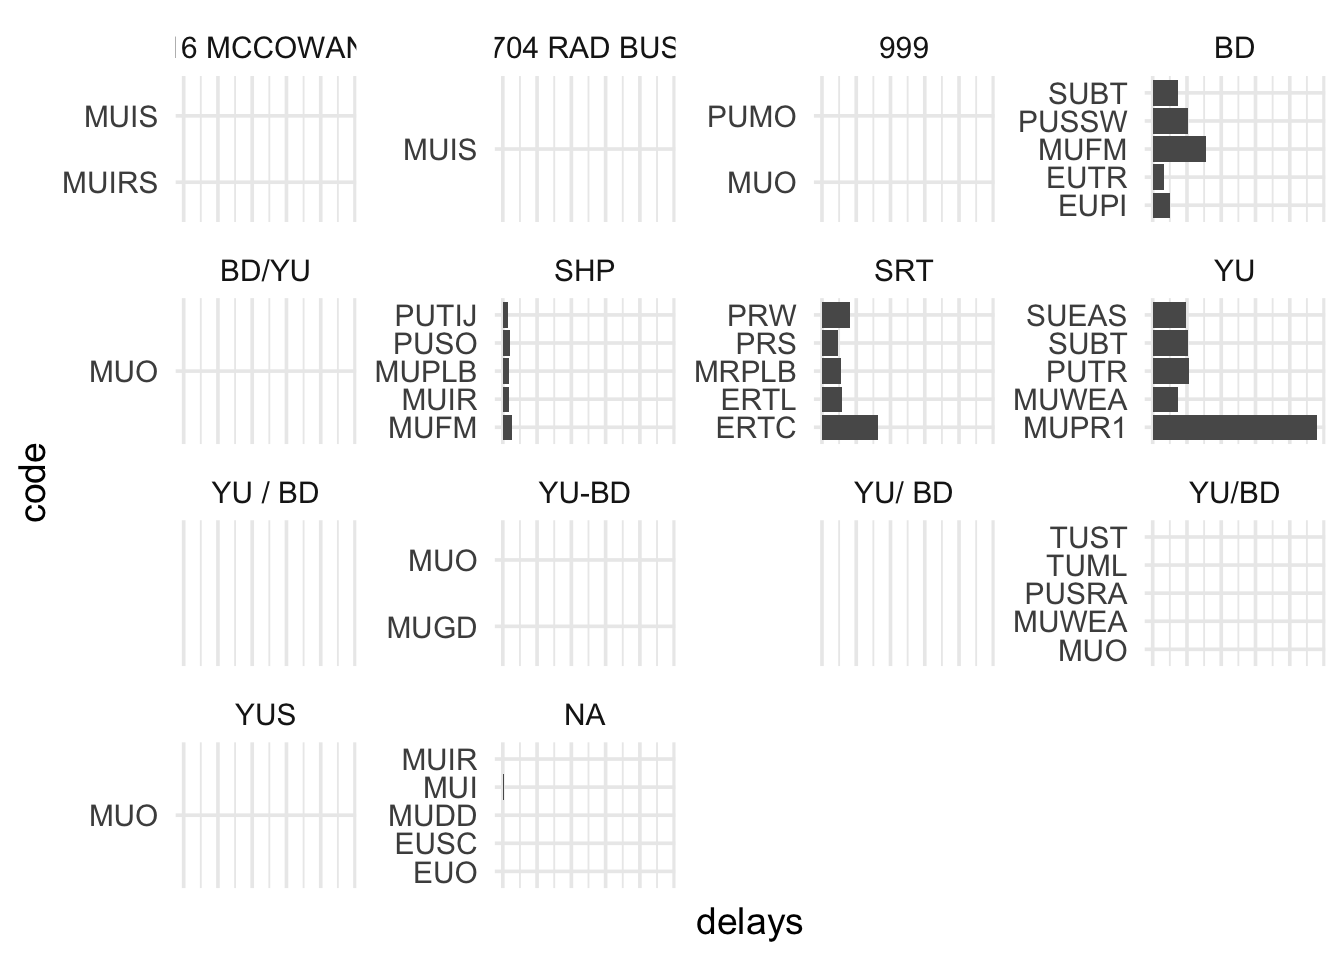 16 MCCOWAN
704 RAD BUS
999
BD
MUIS
MUIRS
MUIS
PUMO
MUO
SUBT
PUSSW
MUFM
EUTR
EUPI
BD/YU
SHP
SRT
YU
MUO
PUTIJ
PUSO
MUPLB
MUIR
MUFM
PRW
PRS
MRPLB
ERTL
ERTC
SUEAS
SUBT
PUTR
MUWEA
MUPR1
YU / BD
YU-BD
YU/ BD
YU/BD
MUO
MUGD
TUST
TUML
PUSRA
MUWEA
MUO
YUS
NA
MUO
MUIR
MUI
MUDD
EUSC
EUO
code
delays